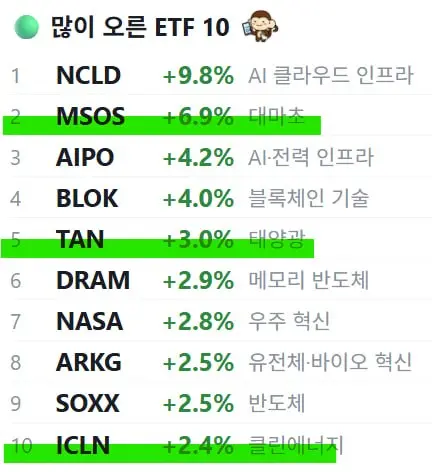 많이 오른 ETF 10
1 NCLD +9.8% AI 클라우드 인프라
2 MSOS +6.9% 대마초
3 AIPO +4.2% AI·전력 인프라
4 BLOK +4.0% 블록체인 기술
5 TAN +3.0% 태양광
6 DRAM +2.9% 메모리 반도체
7 NASA +2.8% 우주 혁신
8 ARKG +2.5% 유전체·바이오 혁신
9 SOXX +2.5% 반도체
10 ICLN +2.4% 클린에너지